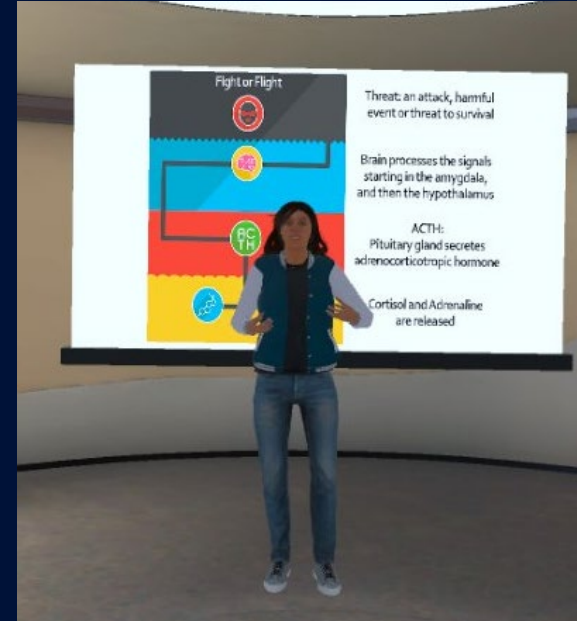 Fight or Flight
Threat: an attack, harmful
event or threat to survival
Brain processes the signals
starting in the amygdala,
and then the hypothalamus
AC
TH
ACTH:
Pituitary gland secretes
adrenocorticotropic hormone
Cortisol and Adrenaline
are released